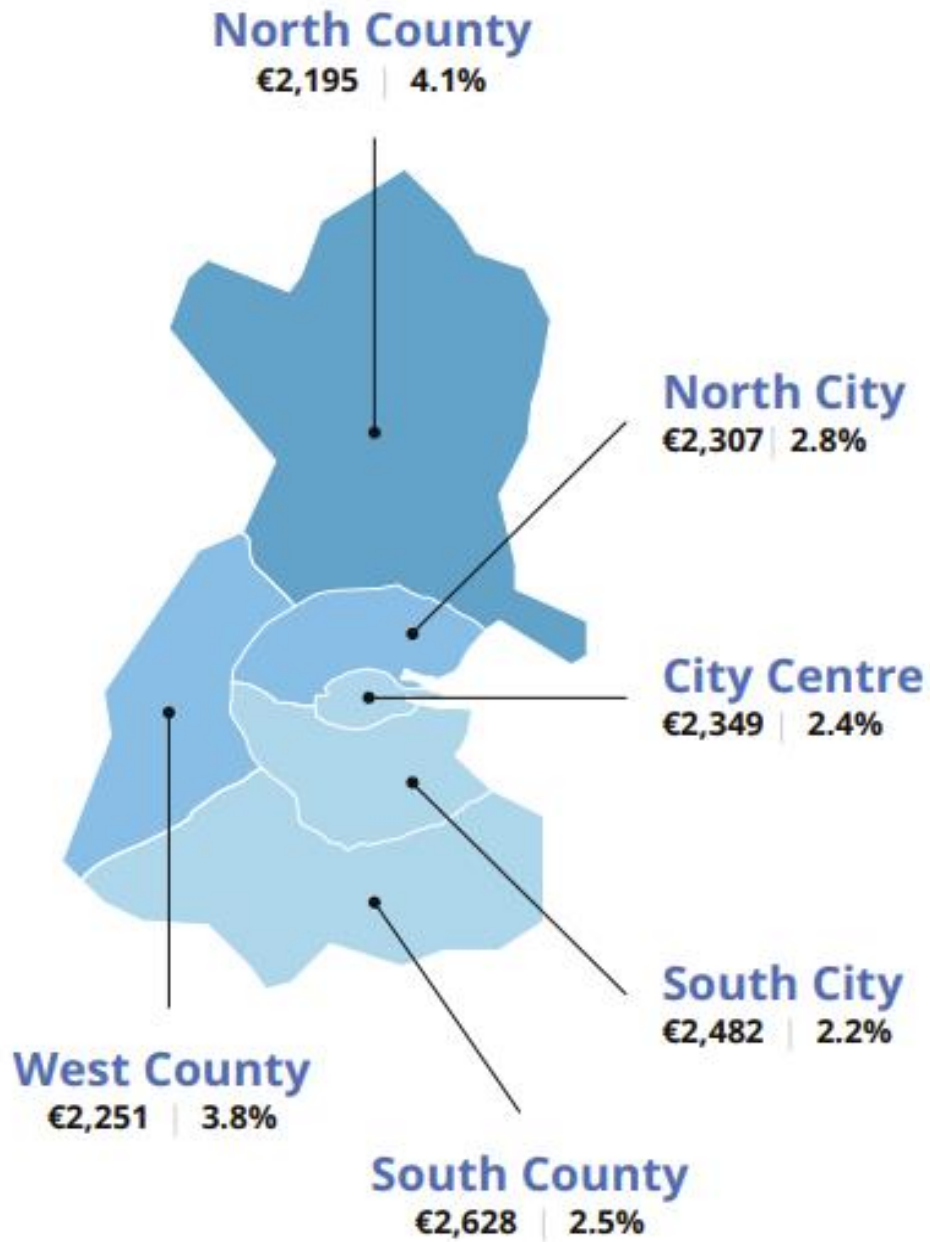 North County
€2,195 | 4.1%
North City
€2,307 | 2.8%
City Centre
€2,349 | 2.4%
South City
€2,482 | 2.2%
West County
€2,251 | 3.8%
South County
€2,628 | 2.5%